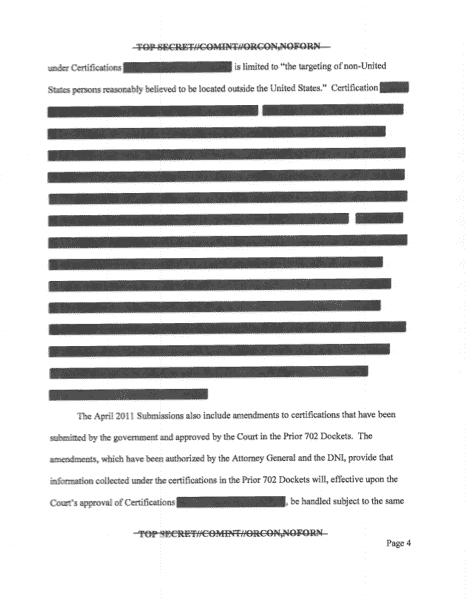 TOP SECRET//COMINT//ORCON,NOFORN
under Certifications is limited to “the targeting of non-United
States persons reasonably believed to be located outside the United States.” Certification
The April 2011 Submissions also include amendments to certifications that have been
submitted by the government and approved by the Court in the Prior 702 Dockets. The
amendments, which have been authorized by the Attorney General and the DNI, provide that
information collected under the certifications in the Prior 702 Dockets will, effective upon the
Court’s approval of Certifications , be handled subject to the same
TOP SECRET//COMINT//ORCON,NOFORN
Page 4